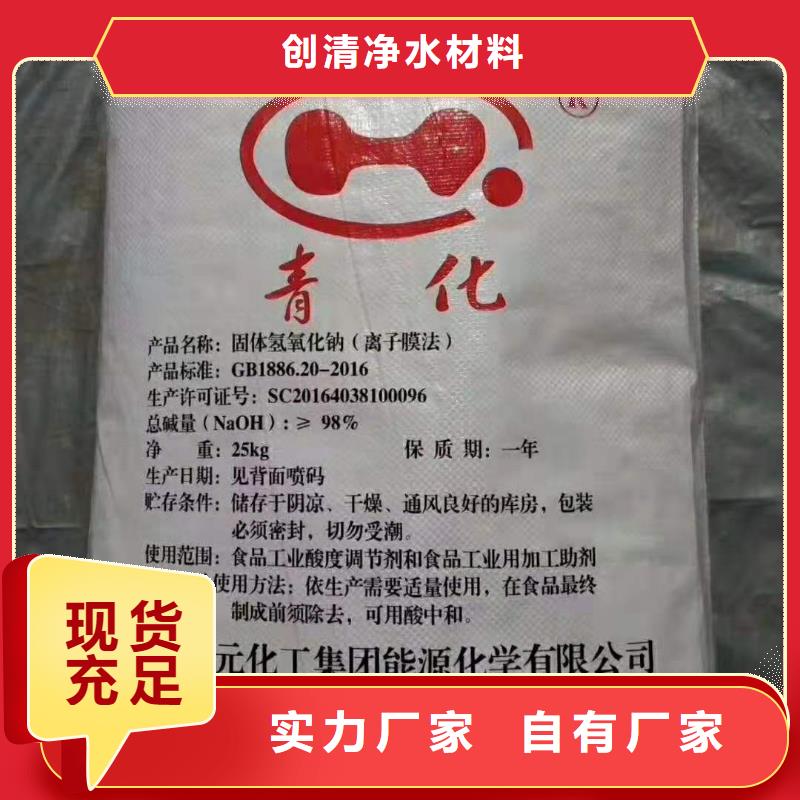 创清净水材料
R
青化
产品名称：固体氢氧化钠（离子膜法）
产品标准：GB1886.20-2016
生产许可证号：SC20164038100096
总碱量（NaOH）：≥ 98%
净 重：25kg 保 质 期：一年
生产日期：见背面喷码
贮存条件：储存于阴凉、干燥、通风良好的库房，包装
必须密封，切勿受潮。
使用范围：食品工业酸度调节剂和食品工业用加工助剂
使用方法：依生产需要适量使用，在食品最终
制成前须除去，可用酸中和。
元化工集团能源化学有限公司
现货
充足
实力厂家 自有厂家